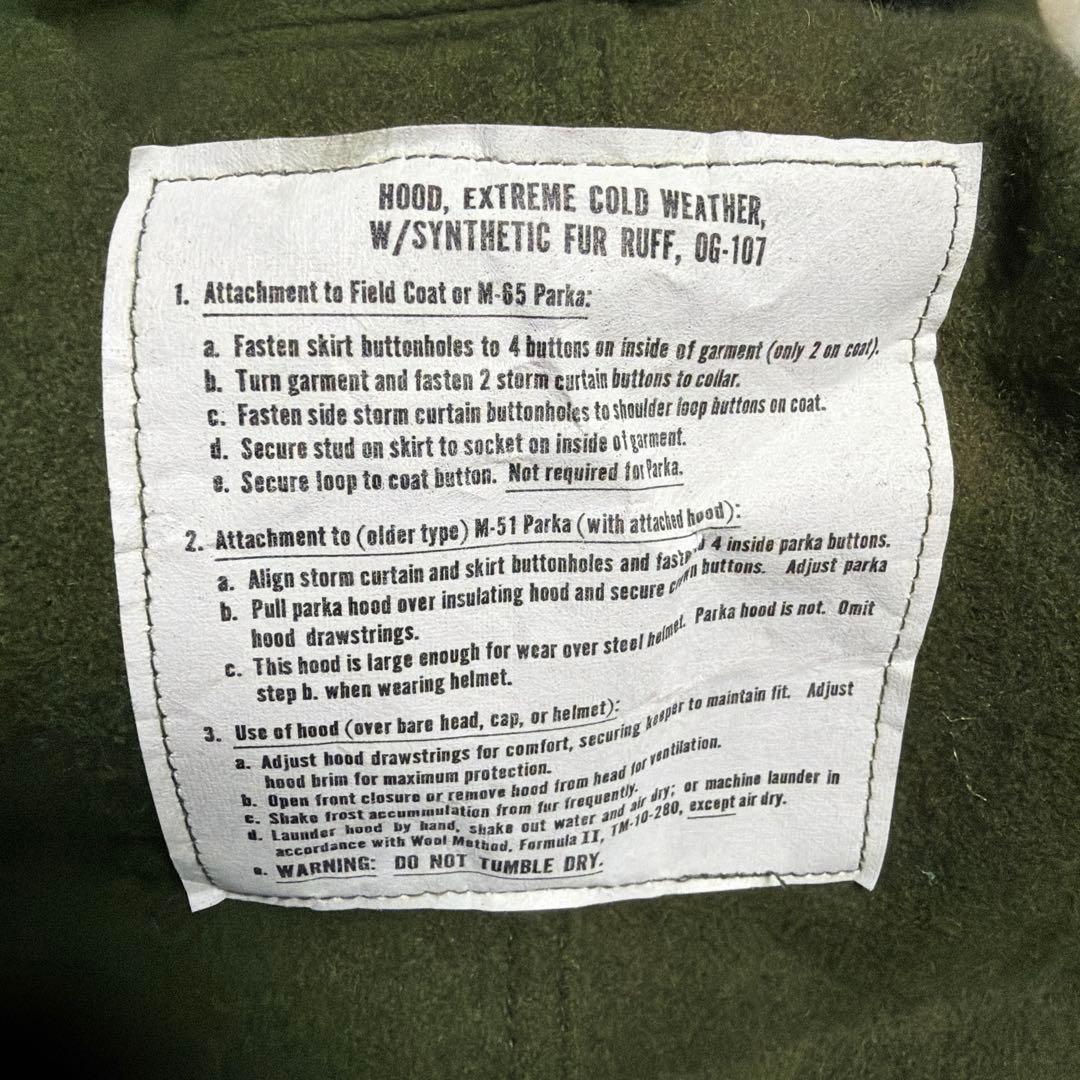 HOOD, EXTREME COLD WEATHER,
W/SYNTHETIC FUR RUFF, OG-107
1. Attachment to Field Coat or M-65 Parka:
a. Fasten skirt buttonholes to 4 buttons on inside of garment (only 2 on coat).
b. Turn garment and fasten 2 storm curtain buttons to collar.
c. Fasten side storm curtain buttonholes to shoulder loop buttons on coat.
d. Secure stud on skirt to socket on inside of garment.
e. Secure loop to coat button. Not required for Parka.
2. Attachment to (older type) M-51 Parka (with attached hood):
a. Align storm curtain and skirt buttonholes and 4 inside parka buttons.
b. Pull parka hood over insulating hood and secure buttons. Adjust parka
hood drawstrings.
c. This hood is large enough for wear over steel helmet. Parka hood is not. Omit
step b. when wearing helmet.
3. Use of hood (over bare head, cap, or helmet):
a. Adjust hood drawstrings for comfort, securing keeper to maintain fit. Adjust
hood brim for maximum protection.
b. Open front closure or remove hood from head for ventilation.
c. Shake frost accummulation from fur frequently.
d. Launder hood by hand, shake out water and air dry; or machine launder in
accordance with Wool Method, Formula II, TM-10-280, except air dry.
e. WARNING: DO NOT TUMBLE DRY.